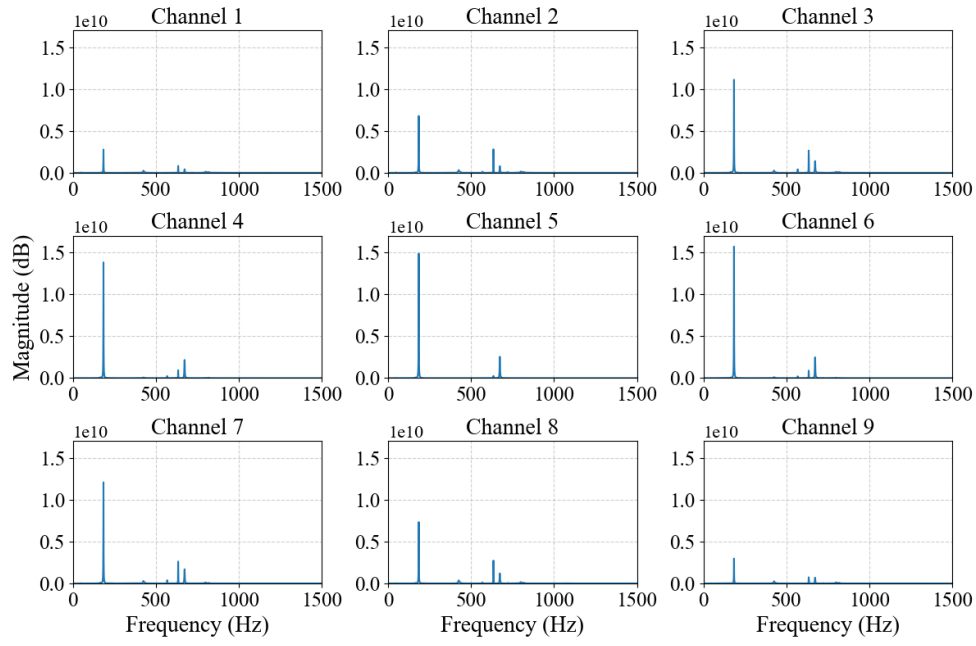 Channel 1 Channel 2 Channel 3
1e10 1e10 1e10
1.5 1.5 1.5
1.0 1.0 1.0
0.5 0.5 0.5
0.0 0.0 0.0
0 500 1000 1500 0 500 1000 1500 0 500 1000 1500
Channel 4 Channel 5 Channel 6
1e10 1e10 1e10
1.5 1.5 1.5
1.0 1.0 1.0
0.5 0.5 0.5
0.0 0.0 0.0
0 500 1000 1500 0 500 1000 1500 0 500 1000 1500
Magnitude (dB)
Channel 7 Channel 8 Channel 9
1e10 1e10 1e10
1.5 1.5 1.5
1.0 1.0 1.0
0.5 0.5 0.5
0.0 0.0 0.0
0 500 1000 1500 0 500 1000 1500 0 500 1000 1500
Frequency (Hz) Frequency (Hz) Frequency (Hz)